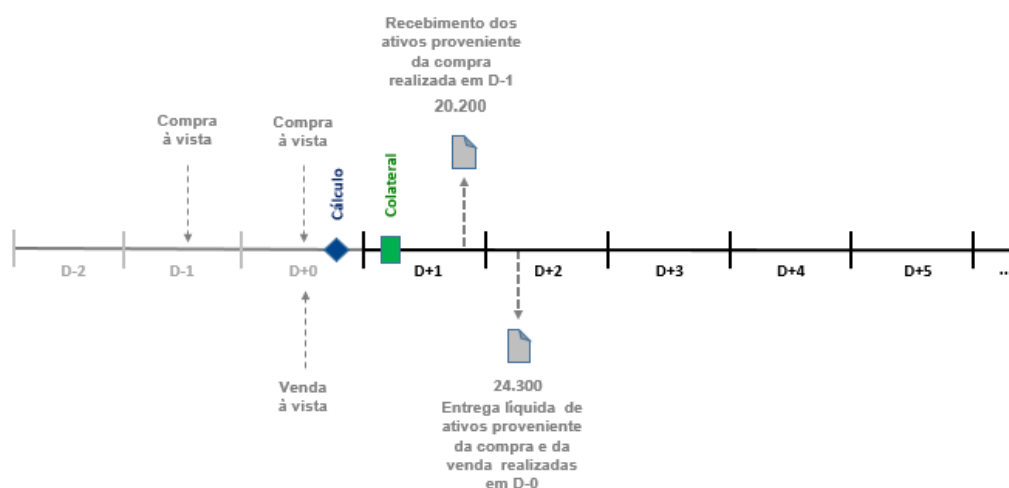 Recebimento dos
ativos proveniente
da compra
realizada em D-1
20.200
Compra
à vista
Compra
à vista
Cálculo
Colateral
D-2
D-1
D+0
D+1
D+2
D+3
D+4
D+5
...
Venda
à vista
24.300
Entrega líquida de
ativos proveniente
da compra e da
venda realizadas
em D-0